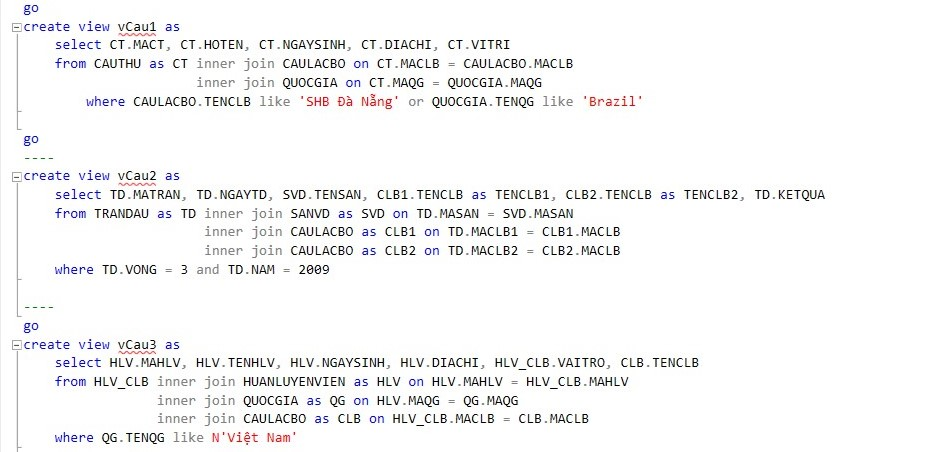 go
create view vCau1 as
select CT.MACT, CT.HOTEN, CT.NGAYSINH, CT.DIACHI, CT.VITRI
from CAUTHU as CT inner join CAULACBO on CT.MACLB = CAULACBO.MACLB
inner join QUOCGIA on CT.MAQG = QUOCGIA.MAQG
where CAULACBO.TENCLB like 'SHB Đà Nẵng' or QUOCGIA.TENQG like 'Brazil'
go
----
create view vCau2 as
select TD.MATRAN, TD.NGAYTD, SVD.TENSAN, CLB1.TENCLB as TENCLB1, CLB2.TENCLB as TENCLB2, TD.KETQUA
from TRANDAU as TD inner join SANVD as SVD on TD.MASAN = SVD.MASAN
inner join CAULACBO as CLB1 on TD.MACLB1 = CLB1.MACLB
inner join CAULACBO as CLB2 on TD.MACLB2 = CLB2.MACLB
where TD.VONG = 3 and TD.NAM = 2009
----
go
create view vCau3 as
select HLV.MAHLV, HLV.TENHLV, HLV.NGAYSINH, HLV.DIACHI, HLV_CLB.VAITRO, CLB.TENCLB
from HLV_CLB inner join HUANLUYENVIEN as HLV on HLV.MAHLV = HLV_CLB.MAHLV
inner join QUOCGIA as QG on HLV.MAQG = QG.MAQG
inner join CAULACBO as CLB on HLV_CLB.MACLB = CLB.MACLB
where QG.TENQG like N'Việt Nam'